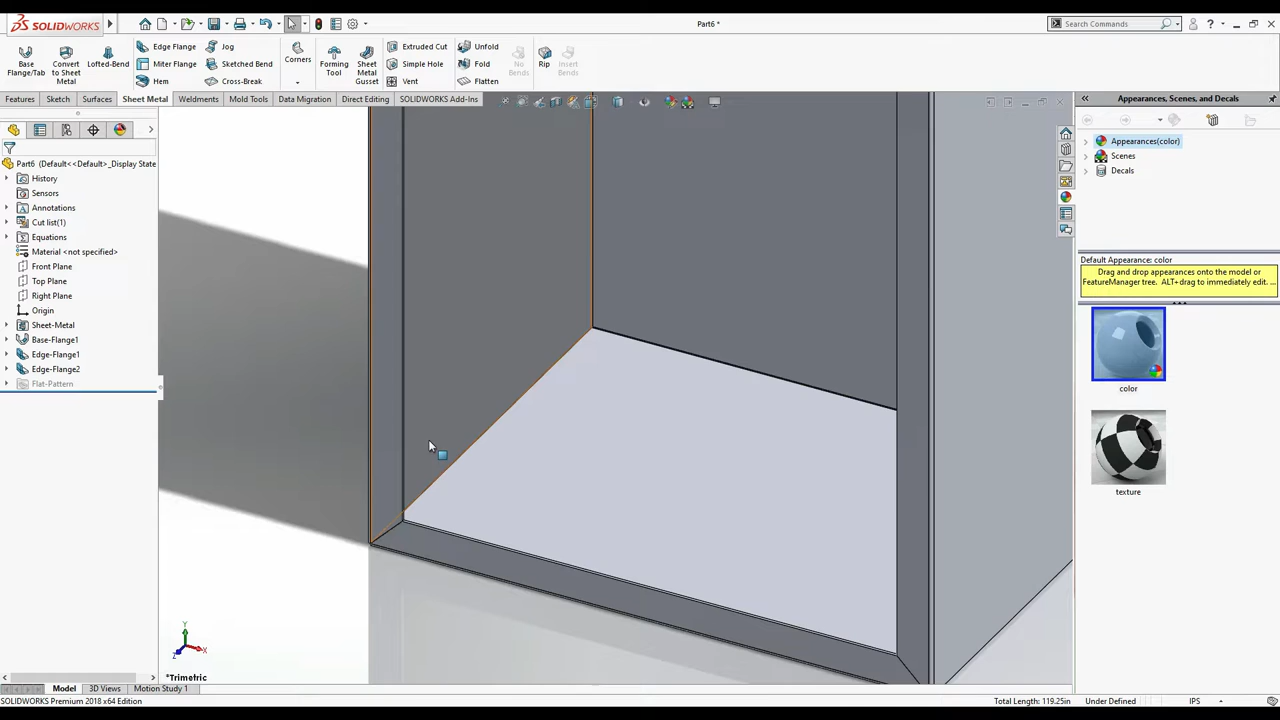 SOLIDWORKS
Part6 *
Search Commands
Base Flange/Tab
Convert to Sheet Metal
Lofted-Bend
Edge Flange
Miter Flange
Hem
Jog
Sketched Bend
Cross-Break
Corners
Forming Tool
Sheet Metal Gusset
Extruded Cut
Simple Hole
Vent
Unfold
Fold
Flatten
No Bends
Rip
Insert Bends
Features
Sketch
Surfaces
Sheet Metal
Weldments
Mold Tools
Data Migration
Direct Editing
SOLIDWORKS Add-Ins
Part6 (Default<<Default>_Display State
History
Sensors
Annotations
Cut list(1)
Equations
Material <not specified>
Front Plane
Top Plane
Right Plane
Origin
Sheet-Metal
Base-Flange1
Edge-Flange1
Edge-Flange2
Flat-Pattern
Y
X
Z
*Trimetric
Appearances, Scenes, and Decals
Appearances(color)
Scenes
Decals
Default Appearance: color
Drag and drop appearances onto the model or
FeatureManager tree. ALT+drag to immediately edit. ...
color
texture
Model
3D Views
Motion Study 1
SOLIDWORKS Premium 2018 x64 Edition
Total Length: 119.25in
Under Defined
IPS